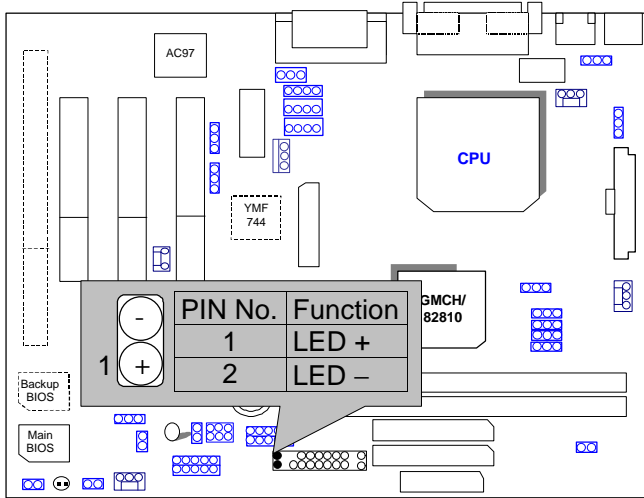 AC97
CPU
YMF
744
GMCH/
82810
-
PIN No. Function
1 LED +
1 +
2 LED –
Backup
BIOS
Main
BIOS